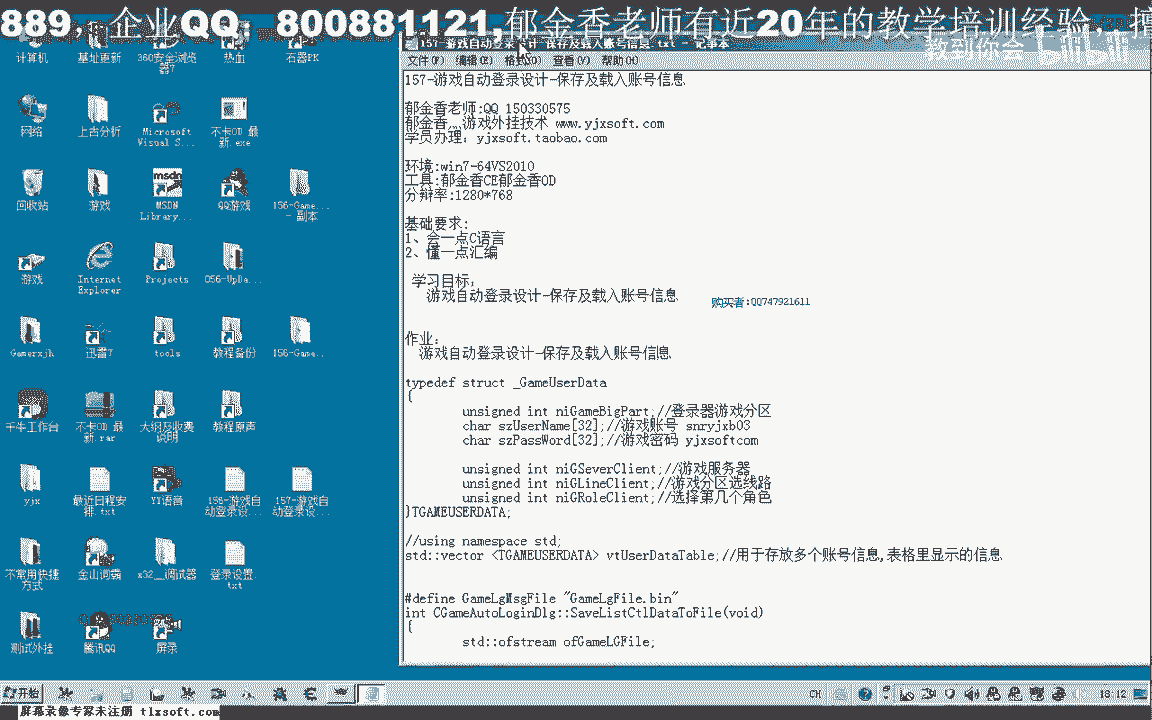 889, 企业QQ, 800881121,郁金香老师有近20年的教学培训经验,
教到你会
bilibili
157-游戏自动登录设计-保存及载入账号信息.txt - 记事本
文件(F) 编辑(E) 格式(O) 查看(V) 帮助(H)
157-游戏自动登录设计-保存及载入账号信息
郁金香老师:QQ 150330575
郁金香灬游戏外挂技术 www.yjxsoft.com
学员办理: yjxsoft.taobao.com
环境:win7-64VS2010
工具:郁金香CE郁金香OD
分辩率:1280*768
基础要求:
1、会一点C语言
2、懂一点汇编
学习目标:
游戏自动登录设计-保存及载入账号信息
购买者:QQ747921611
作业:
游戏自动登录设计-保存及载入账号信息
typedef struct _GameUserData
{
unsigned int niGameBigPart;//登录器游戏分区
char szUserName[32];//游戏账号 snryjxb03
char szPassWord[32];//游戏密码 yjxsoftcom
unsigned int niGSeverClient;//游戏服务器
unsigned int niGLineClient;//游戏分区选线路
unsigned int niGRoleClient;//选择第几个角色
}TGAMEUSERDATA;
//using namespace std;
std::vector <TGAMEUSERDATA> vtUserDataTable;//用于存放多个账号信息,表格里显示的信息
#define GameLgMsgFile "GameLgFile.bin"
int CGameAutoLoginDlg::SaveListCtlDataToFile(void)
{
std::ofstream ofGameLGFile;
计算机 基址更新 360安全浏览器7 热血 石器PK
网络 上古分析 Microsoft Visual S... 不卡OD 最新.exe
回收站 游戏 MSDN Library... QQ游戏 156-Game... - 副本
游戏 Internet Explorer Projects 056-UpDa...
Gamerxjh 迅雷7 tools 教程备份 156-Game..
千牛工作台 不卡OD 最新.rar 大纲及收费说明 教程原声
yjx 最近日程安排.txt YY语音 156-游戏自动登录设... 157-游戏自动登录设...
不常用快捷方式 金山词霸 x32__调试器 登录设置.txt
测试外挂 腾讯QQ 屏录
开始 CH 18:12
屏幕录像专家未注册 tlxsoft.com